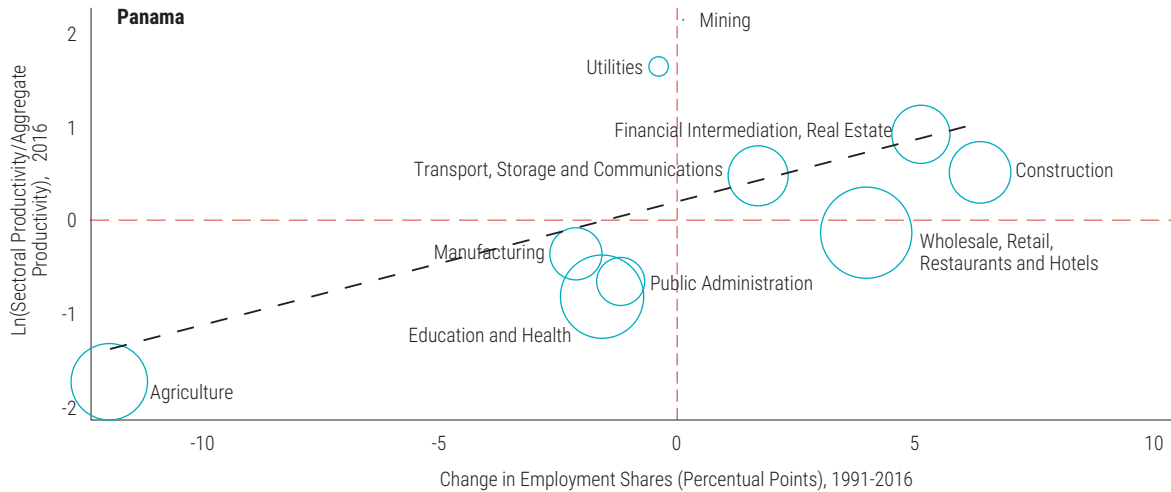 Panama
Ln(Sectoral Productivity/Aggregate
Productivity), 2016
2
1
0
-1
-2
Mining
Utilities
Financial Intermediation, Real Estate
Transport, Storage and Communications
Construction
Manufacturing
Wholesale, Retail,
Restaurants and Hotels
Public Administration
Education and Health
Agriculture
-10
-5
0
5
10
Change in Employment Shares (Percentual Points), 1991-2016